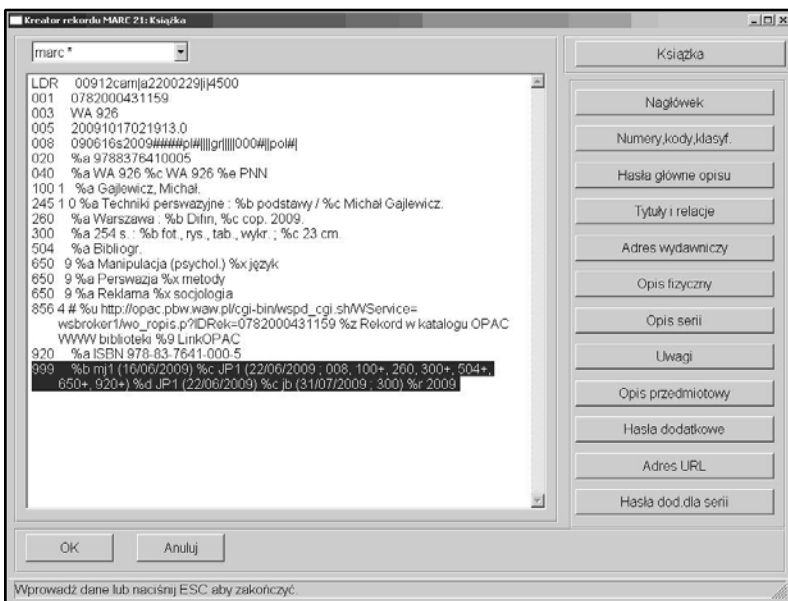 Kreator rekordu MARC 21: Książka
marc *
LDR 00912cam|a2200229|i|4500
001 0782000431159
003 WA 926
005 20091017021913.0
008 090616s2009####pl#||||gr|||||000#||pol#|
020 %a 9788376410005
040 %a WA 926 %c WA 926 %e PNN
100 1 %a Gajlewicz, Michał.
245 1 0 %a Techniki perswazyjne : %b podstawy / %c Michał Gajlewicz.
260 %a Warszawa : %b Difin, %c cop. 2009.
300 %a 254 s. : %b fot., rys., tab., wykr. ; %c 23 cm.
504 %a Bibliogr.
650 9 %a Manipulacja (psychol.) %x język
650 9 %a Perswazja %x metody
650 9 %a Reklama %x socjologia
856 4 # %u http://opac.pbw.waw.pl/cgi-bin/wspd_cgi.sh/WService=
wsbroker1/wo_ropis.p?IDRek=0782000431159 %z Rekord w katalogu OPAC
WWW biblioteki %9 LinkOPAC
920 %a ISBN 978-83-7641-000-5
999 %b mj1 (16/06/2009) %c JP1 (22/06/2009 ; 008, 100+, 260, 300+, 504+,
650+, 920+) %d JP1 (22/06/2009) %c jb (31/07/2009 ; 300) %r 2009
Książka
Nagłówek
Numery,kody,klasyf.
Hasła główne opisu
Tytuły i relacje
Adres wydawniczy
Opis fizyczny
Opis serii
Uwagi
Opis przedmiotowy
Hasła dodatkowe
Adres URL
Hasła dod.dla serii
OK
Anuluj
Wprowadź dane lub naciśnij ESC aby zakończyć.